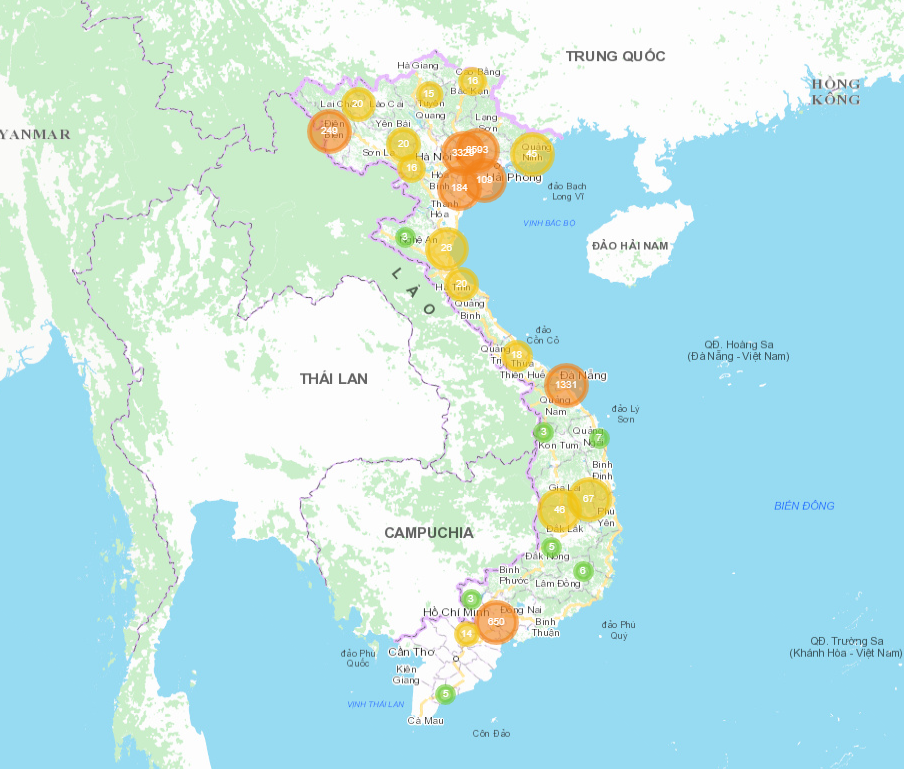 TRUNG QUỐC
Hà Giang
Cao Bằng
16
HỒNG
KÔNG
15
Bắc Kạn
Lai Ch
20
Lào Cai
Tuyên
Quang
Lạng
Sơn
YANMAR
249
Điện
Biên
Yên Bái
20
Sơn L
Hà Nội
3328
Quảng
Ninh
16
Hòa
Bình
184
Hải Phòng
đảo Bạch
Long Vĩ
Thanh
Hóa
VỊNH BẮC BỘ
3
Nghệ An
26
ĐẢO HẢI NAM
LÀO
Hà Tĩnh
Quảng
Bình
đảo
Cồn Cỏ
Quảng
Trị
18
Thừa
Thiên Huế
QĐ. Hoàng Sa
(Đà Nẵng - Việt Nam)
THÁI LAN
1331
Đà Nẵng
Quảng
Nam
đảo Lý
Sơn
3
Kon Tum
Quảng
Ngãi
7
Bình
Định
Gia Lai
67
46
Phú
Yên
BIỂN ĐÔNG
CAMPUCHIA
Đắk Lắk
5
Đắk Nông
6
Bình
Phước
Lâm Đồng
3
Hồ Chí Minh
Đồng Nai
650
14
Bình
Thuận
đảo Phú
Quý
QĐ. Trường Sa
(Khánh Hòa - Việt Nam)
đảo Phú
Quốc
Cần Thơ
Kiên
Giang
5
VỊNH THÁI LAN
Cà Mau
Côn Đảo